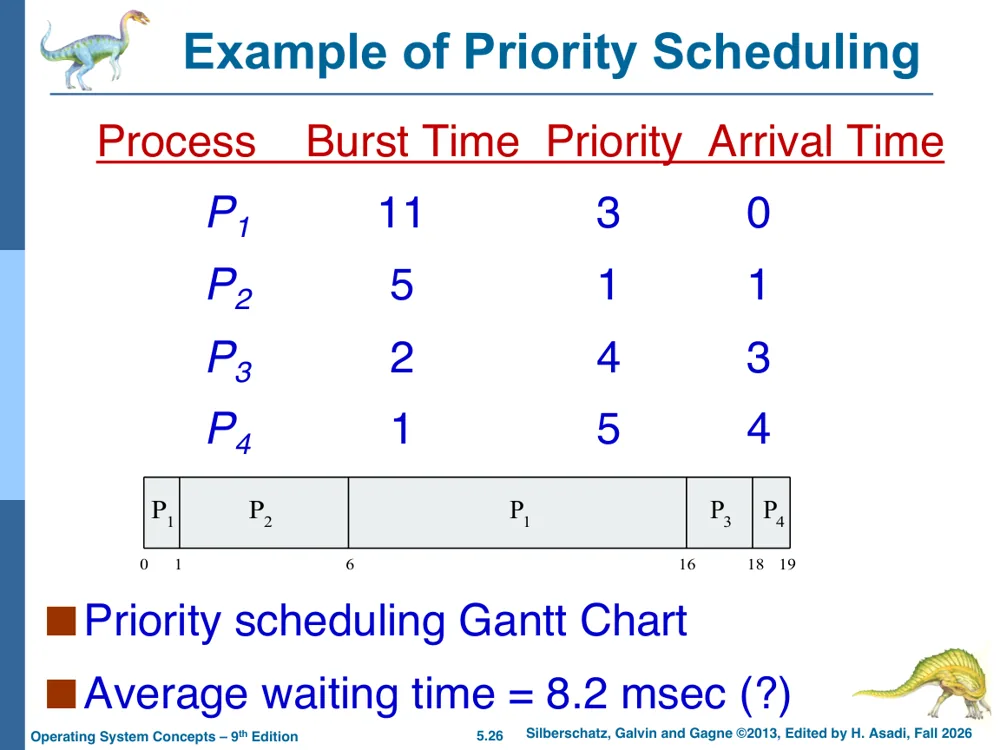 Example of Priority Scheduling
Process Burst Time Priority Arrival Time
P1 11 3 0
P2 5 1 1
P3 2 4 3
P4 1 5 4
P1 P2 P1 P3 P4
0 1 6 16 18 19
Priority scheduling Gantt Chart
Average waiting time = 8.2 msec (?)
Operating System Concepts – 9th Edition 5.26 Silberschatz, Galvin and Gagne ©2013, Edited by H. Asadi, Fall 2026